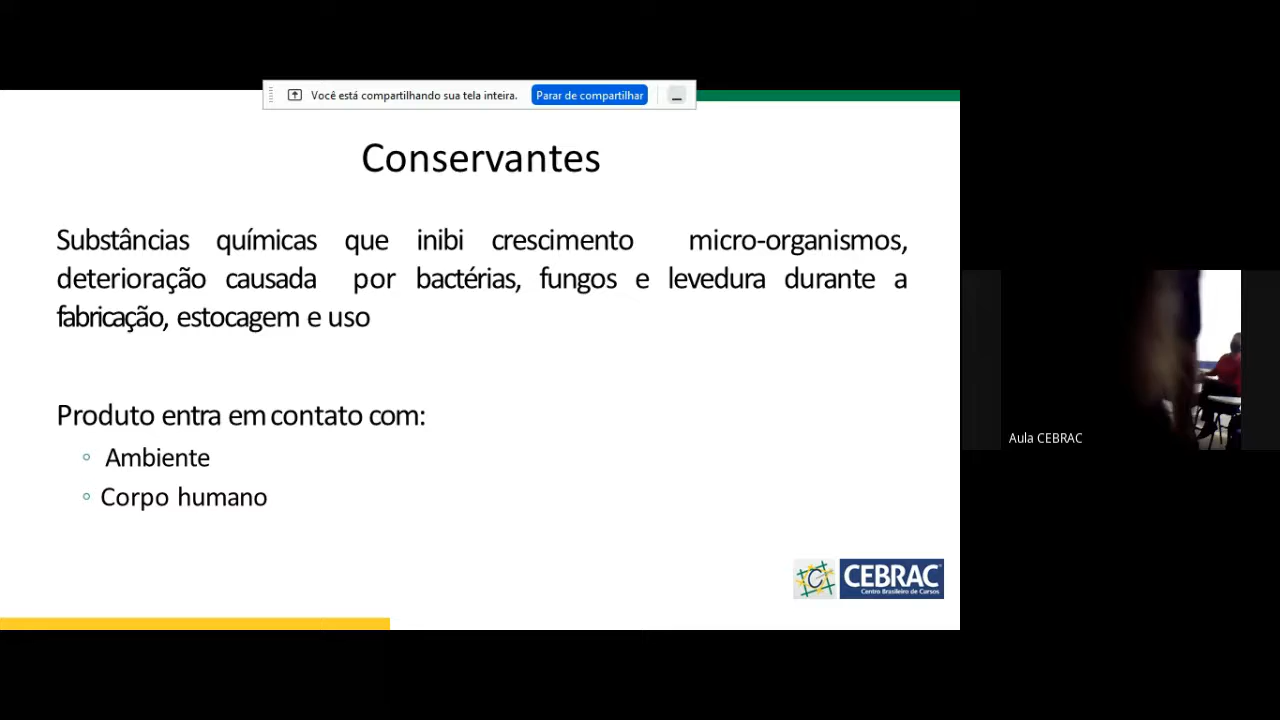 Você está compartilhando sua tela inteira. Parar de compartilhar
Conservantes
Substâncias químicas que inibi crescimento micro-organismos,
deterioração causada por bactérias, fungos e levedura durante a
fabricação, estocagem e uso
Produto entra em contato com:
Ambiente
Corpo humano
Aula CEBRAC
CEBRAC
Centro Brasileiro de Cursos